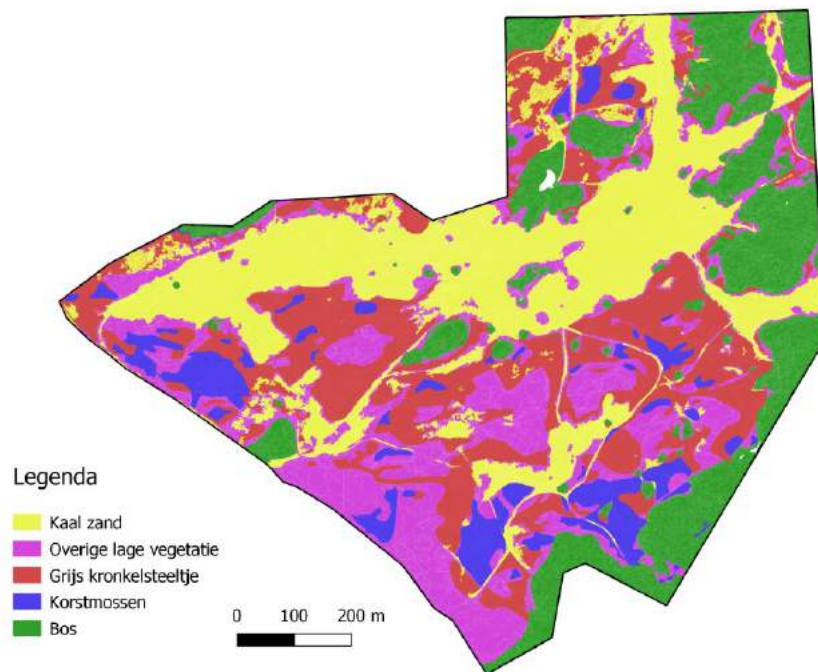 Legenda
Kaal zand
Overige lage vegetatie
Grijs kronkelsteeltje
Korstmossen
Bos
0 100 200 m